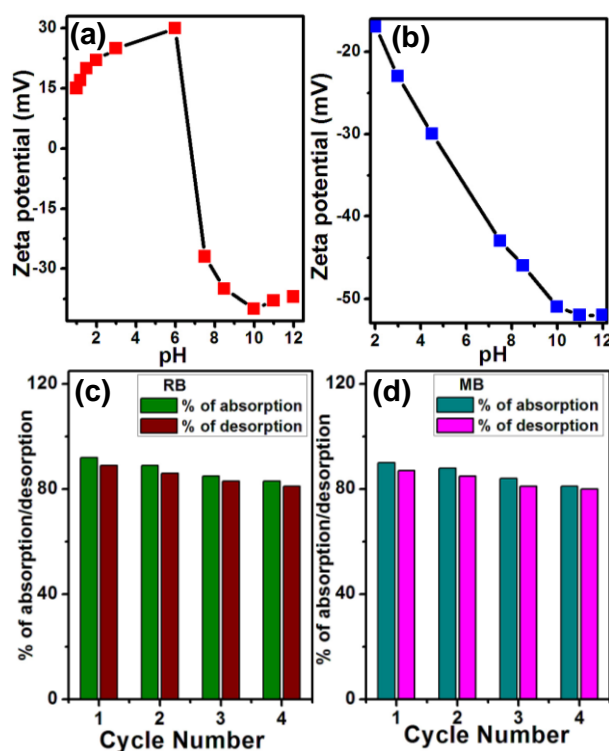 (a)
Zeta potential (mV)
30
15
0
-15
-30
2 4 6 8 10 12
pH
(b)
Zeta potential (mV)
-20
-30
-40
-50
2 4 6 8 10 12
pH
(c)
RB
% of absorption
% of desorption
% of absorption/desorption
120
80
40
0
1 2 3 4
Cycle Number
(d)
MB
% of absorption
% of desorption
% of absorption/desorption
120
80
40
0
1 2 3 4
Cycle Number